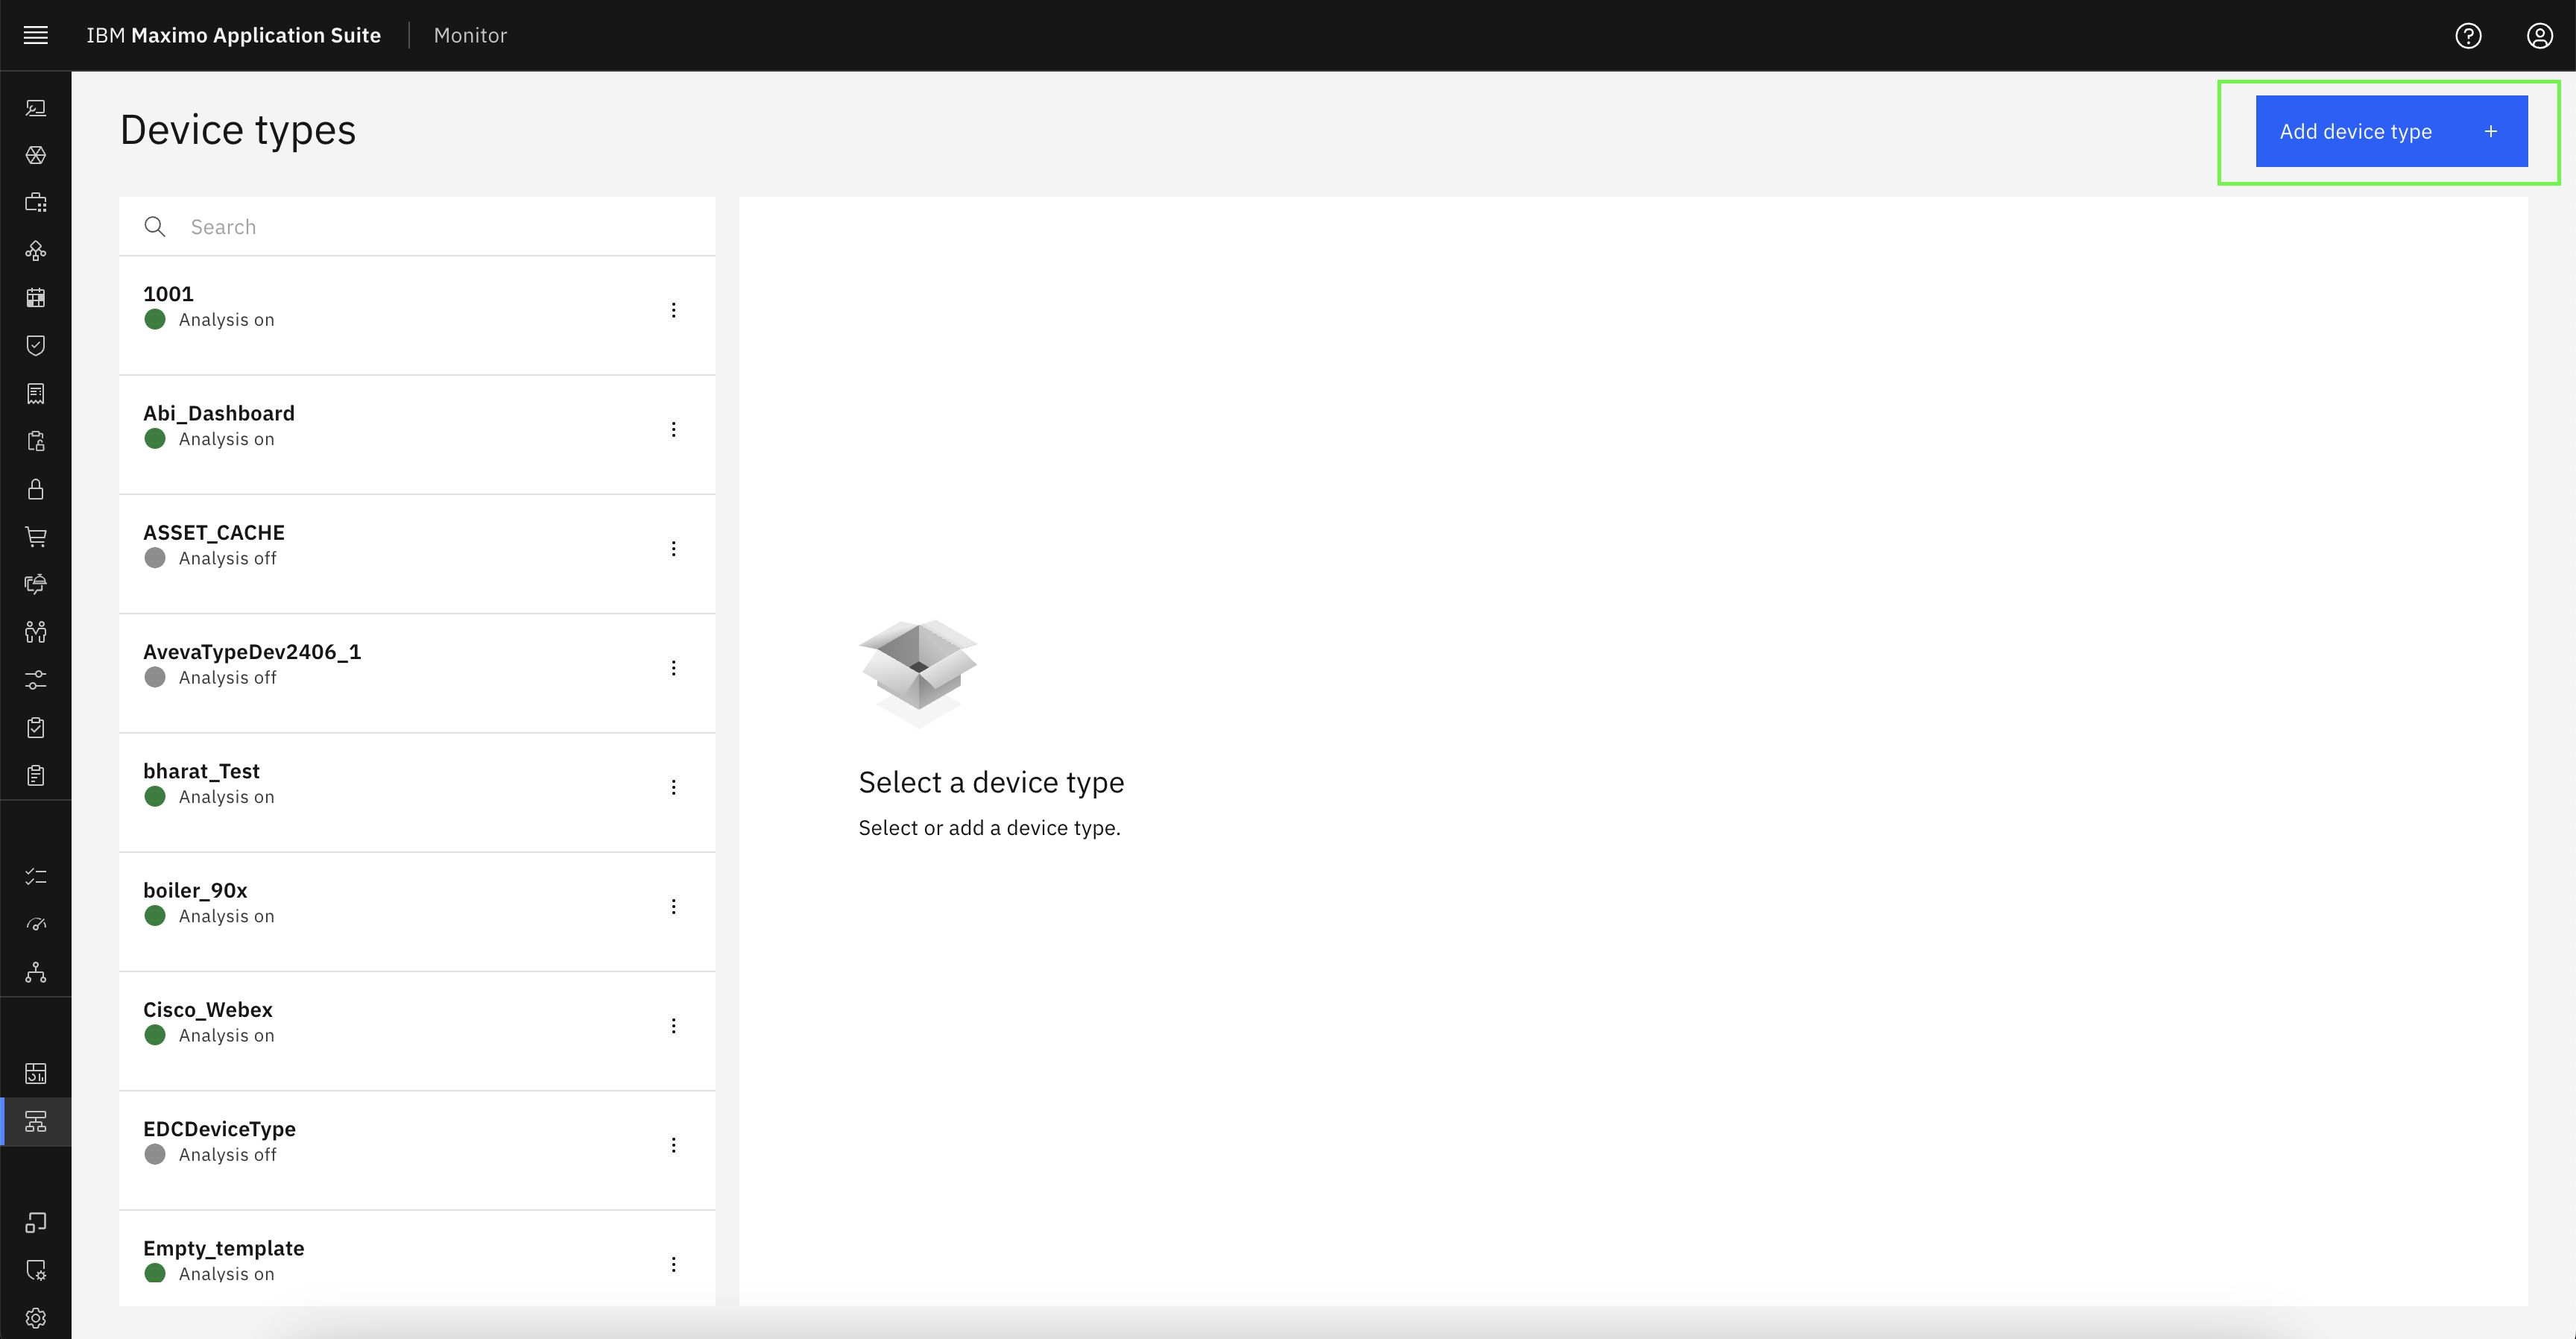 IBM Maximo Application Suite
Monitor
Device types
Add device type +
Search
1001
Analysis on
Abi_Dashboard
Analysis on
ASSET_CACHE
Analysis off
AvevaTypeDev2406_1
Analysis off
bharat_Test
Analysis on
boiler_90x
Analysis on
Cisco_Webex
Analysis on
EDCDeviceType
Analysis off
Empty_template
Analysis on
Select a device type
Select or add a device type.